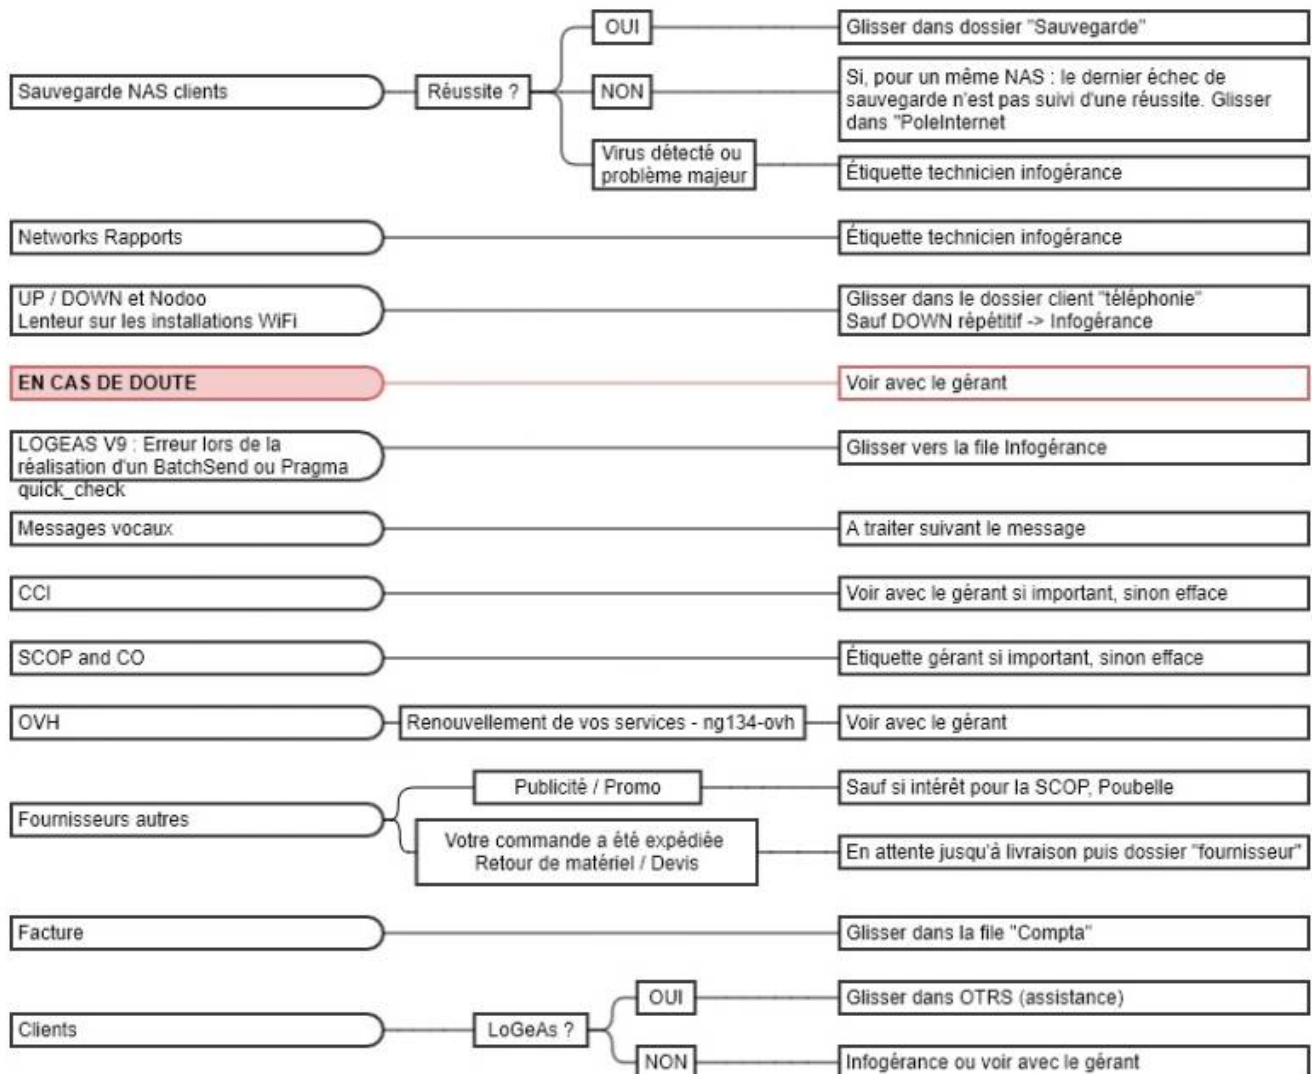 OUI
Glisser dans dossier "Sauvegarde"
Sauvegarde NAS clients
Réussite ?
NON
Si, pour un même NAS : le dernier échec de
sauvegarde n'est pas suivi d'une réussite. Glisser
dans "PoleInternet
Virus détecté ou
problème majeur
Étiquette technicien infogérance
Networks Rapports
Étiquette technicien infogérance
UP / DOWN et Nodoo
Lenteur sur les installations WiFi
Glisser dans le dossier client "téléphonie"
Sauf DOWN répétitif -> Infogérance
EN CAS DE DOUTE
Voir avec le gérant
LOGEAS V9 : Erreur lors de la
réalisation d'un BatchSend ou Pragma
quick_check
Glisser vers la file Infogérance
Messages vocaux
A traiter suivant le message
CCI
Voir avec le gérant si important, sinon efface
SCOP and CO
Étiquette gérant si important, sinon efface
OVH
Renouvellement de vos services - ng134-ovh
Voir avec le gérant
Fournisseurs autres
Publicité / Promo
Sauf si intérêt pour la SCOP, Poubelle
Votre commande a été expédiée
Retour de matériel / Devis
En attente jusqu'à livraison puis dossier "fournisseur"
Facture
Glisser dans la file "Compta"
Clients
LoGeAs ?
OUI
Glisser dans OTRS (assistance)
NON
Infogérance ou voir avec le gérant